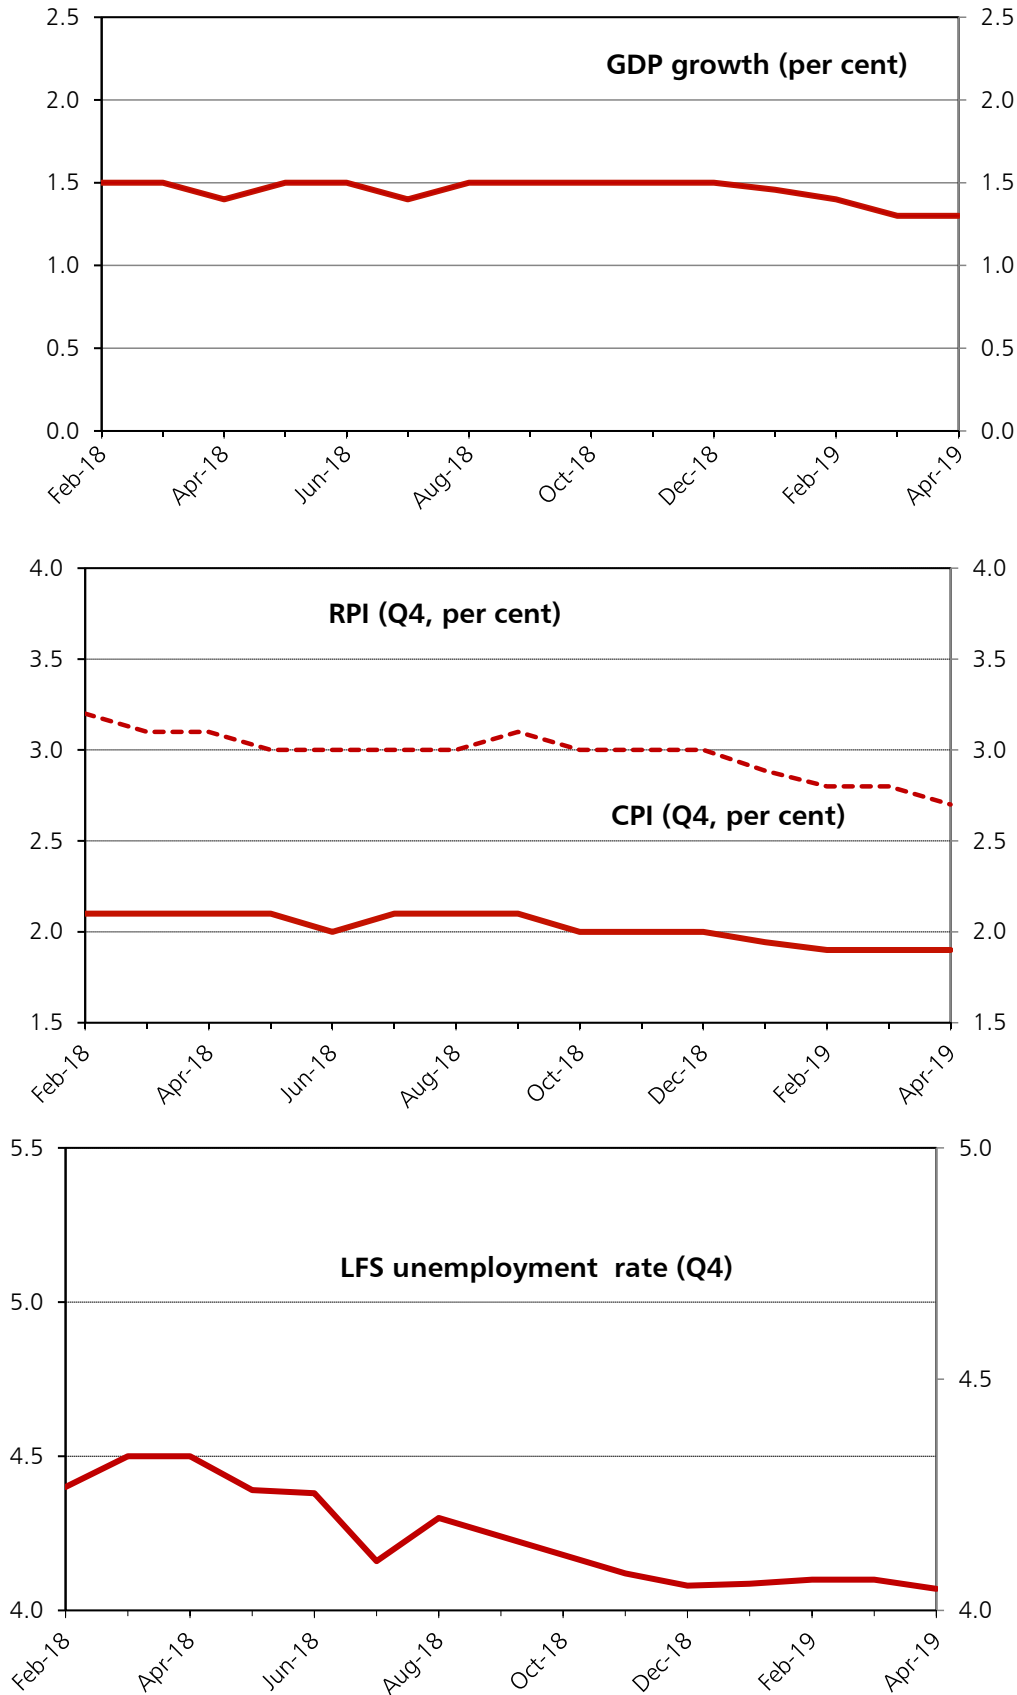 GDP growth (per cent)
2.5 2.5
2.0 2.0
1.5 1.5
1.0 1.0
0.5 0.5
0.0 0.0
Feb-18 Apr-18 Jun-18 Aug-18 Oct-18 Dec-18 Feb-19 Apr-19
4.0 4.0
RPI (Q4, per cent)
3.5 3.5
3.0 3.0
CPI (Q4, per cent)
2.5 2.5
2.0 2.0
1.5 1.5
Feb-18 Apr-18 Jun-18 Aug-18 Oct-18 Dec-18 Feb-19 Apr-19
5.5 5.0
LFS unemployment rate (Q4)
5.0
4.5
4.5
4.0 4.0
Feb-18 Apr-18 Jun-18 Aug-18 Oct-18 Dec-18 Feb-19 Apr-19